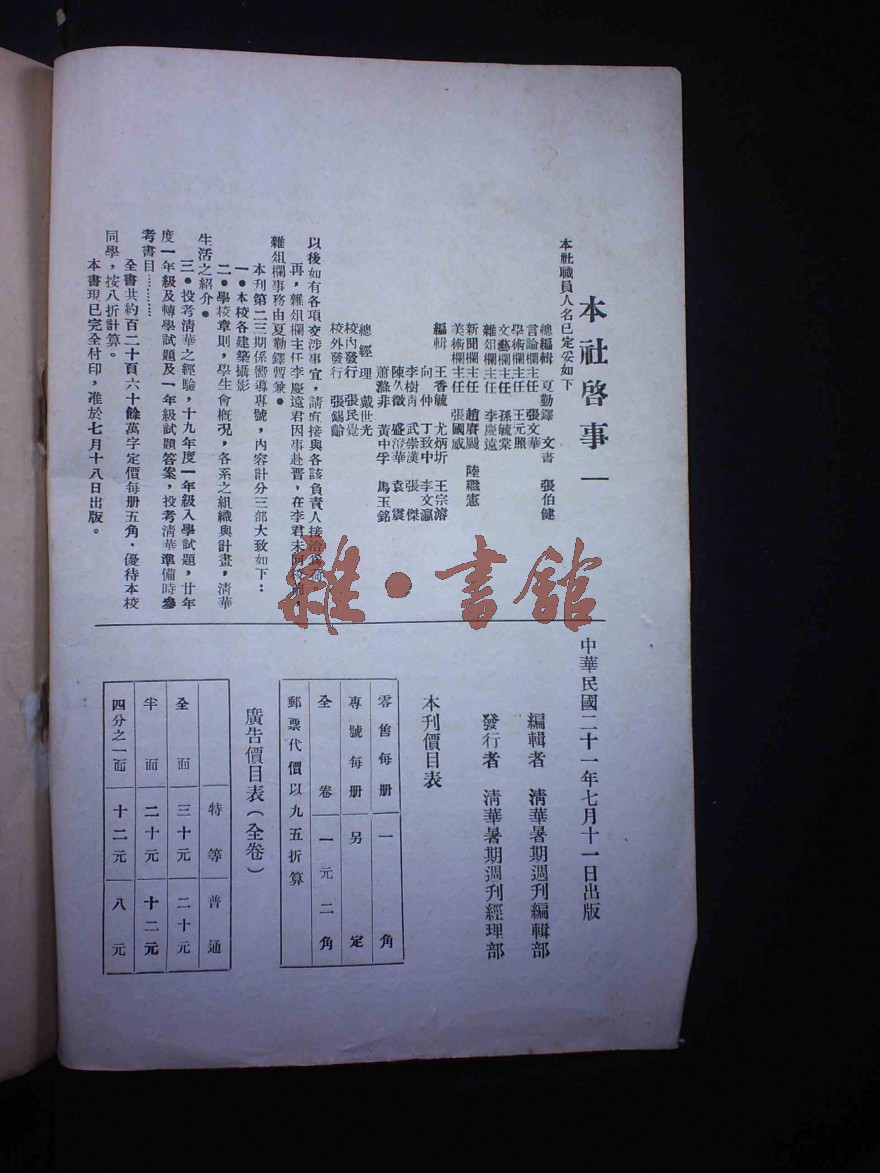 本社啓事一
本社職員人名已定妥如下
總編輯 夏勤鐸 文書 張伯健
言論欄主任 張文華
學術欄主任 王元照
文藝欄主任 孫毓棠
雜俎欄主任 李慶遠
新聞欄主任 趙賡颺 陸繼憲
美術欄主任 張國威
編輯 王香毓 尤炳圻 王宗濬
向仲 丁致中 李文瀛
李樹青 武崇漢 張傑
陳久徵 盛澄華 袁震
蕭滌非 黃中孚 馬玉銘
總經理 戴世光
校內發行 張民覺
校外發行 張錫齡
以後如有各項交涉事宜，請直接與各該負責人接洽為荷
再，雜俎欄主任李慶遠君因事赴晋，在李君未回校前，
雜俎欄事務由夏勤鐸暫兼●
本刊第二三期係嚮導專號，內容計分三部大致如下：
一●本校各建築攝影
二●學校章則，學生會槪況，各系之組織與計畫，淸華
生活之紹介●
三●投考淸華之經驗，十九年度一年級入學試題，廿年
度一年級及轉學試題及一年級試題答案，投考淸華準備時參
考書目…………
全書共約百二十百六十餘萬字定價每册五角，優待本校
同學，按八折計算。
本書現已完全付印，准於七月十八日出版。
中華民國二十一年七月十一日出版
編輯者 淸華暑期週刊編輯部
發行者 淸華暑期週刊經理部
本刊價目表
零售每册 一角
專號每册 另定
全卷 一元二角
郵票代價以九五折算
廣告價目表（全卷）
特等 普通
全面 三十元 二十元
半面 二十元 十二元
四分之一面 十二元 八元
雜●書館